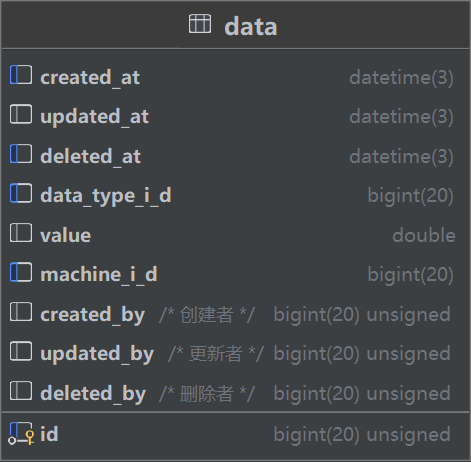 data
created_at datetime(3)
updated_at datetime(3)
deleted_at datetime(3)
data_type_i_d bigint(20)
value double
machine_i_d bigint(20)
created_by /* 创建者 */ bigint(20) unsigned
updated_by /* 更新者 */ bigint(20) unsigned
deleted_by /* 删除者 */ bigint(20) unsigned
id bigint(20) unsigned